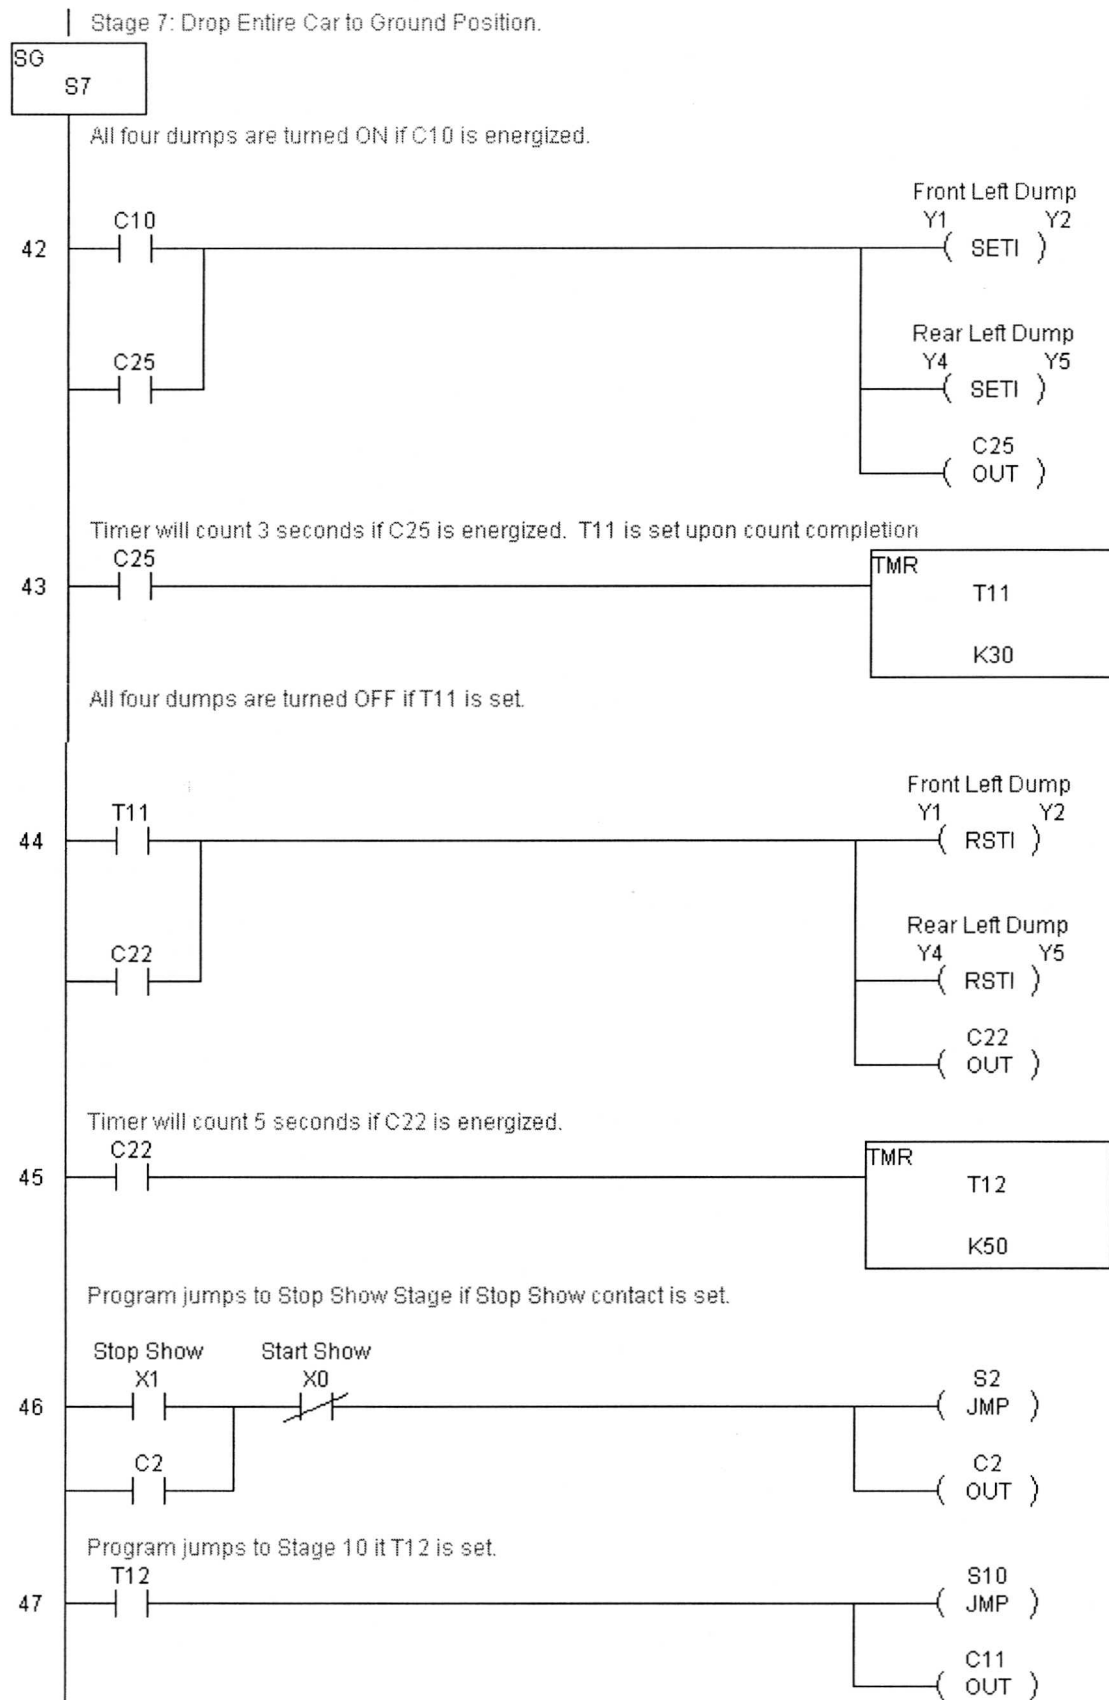 Stage 7: Drop Entire Car to Ground Position.
SG
S7
All four dumps are turned ON if C10 is energized.
Front Left Dump
C10 Y1 Y2
42 ( SETI )
Rear Left Dump
C25 Y4 Y5
( SETI )
C25
( OUT )
Timer will count 3 seconds if C25 is energized. T11 is set upon count completion
C25 TMR
43 T11
K30
All four dumps are turned OFF if T11 is set.
Front Left Dump
T11 Y1 Y2
44 ( RSTI )
Rear Left Dump
C22 Y4 Y5
( RSTI )
C22
( OUT )
Timer will count 5 seconds if C22 is energized.
C22 TMR
45 T12
K50
Program jumps to Stop Show Stage if Stop Show contact is set.
Stop Show Start Show
X1 X0 S2
46 ( JMP )
C2 C2
( OUT )
Program jumps to Stage 10 it T12 is set.
T12 S10
47 ( JMP )
C11
( OUT )